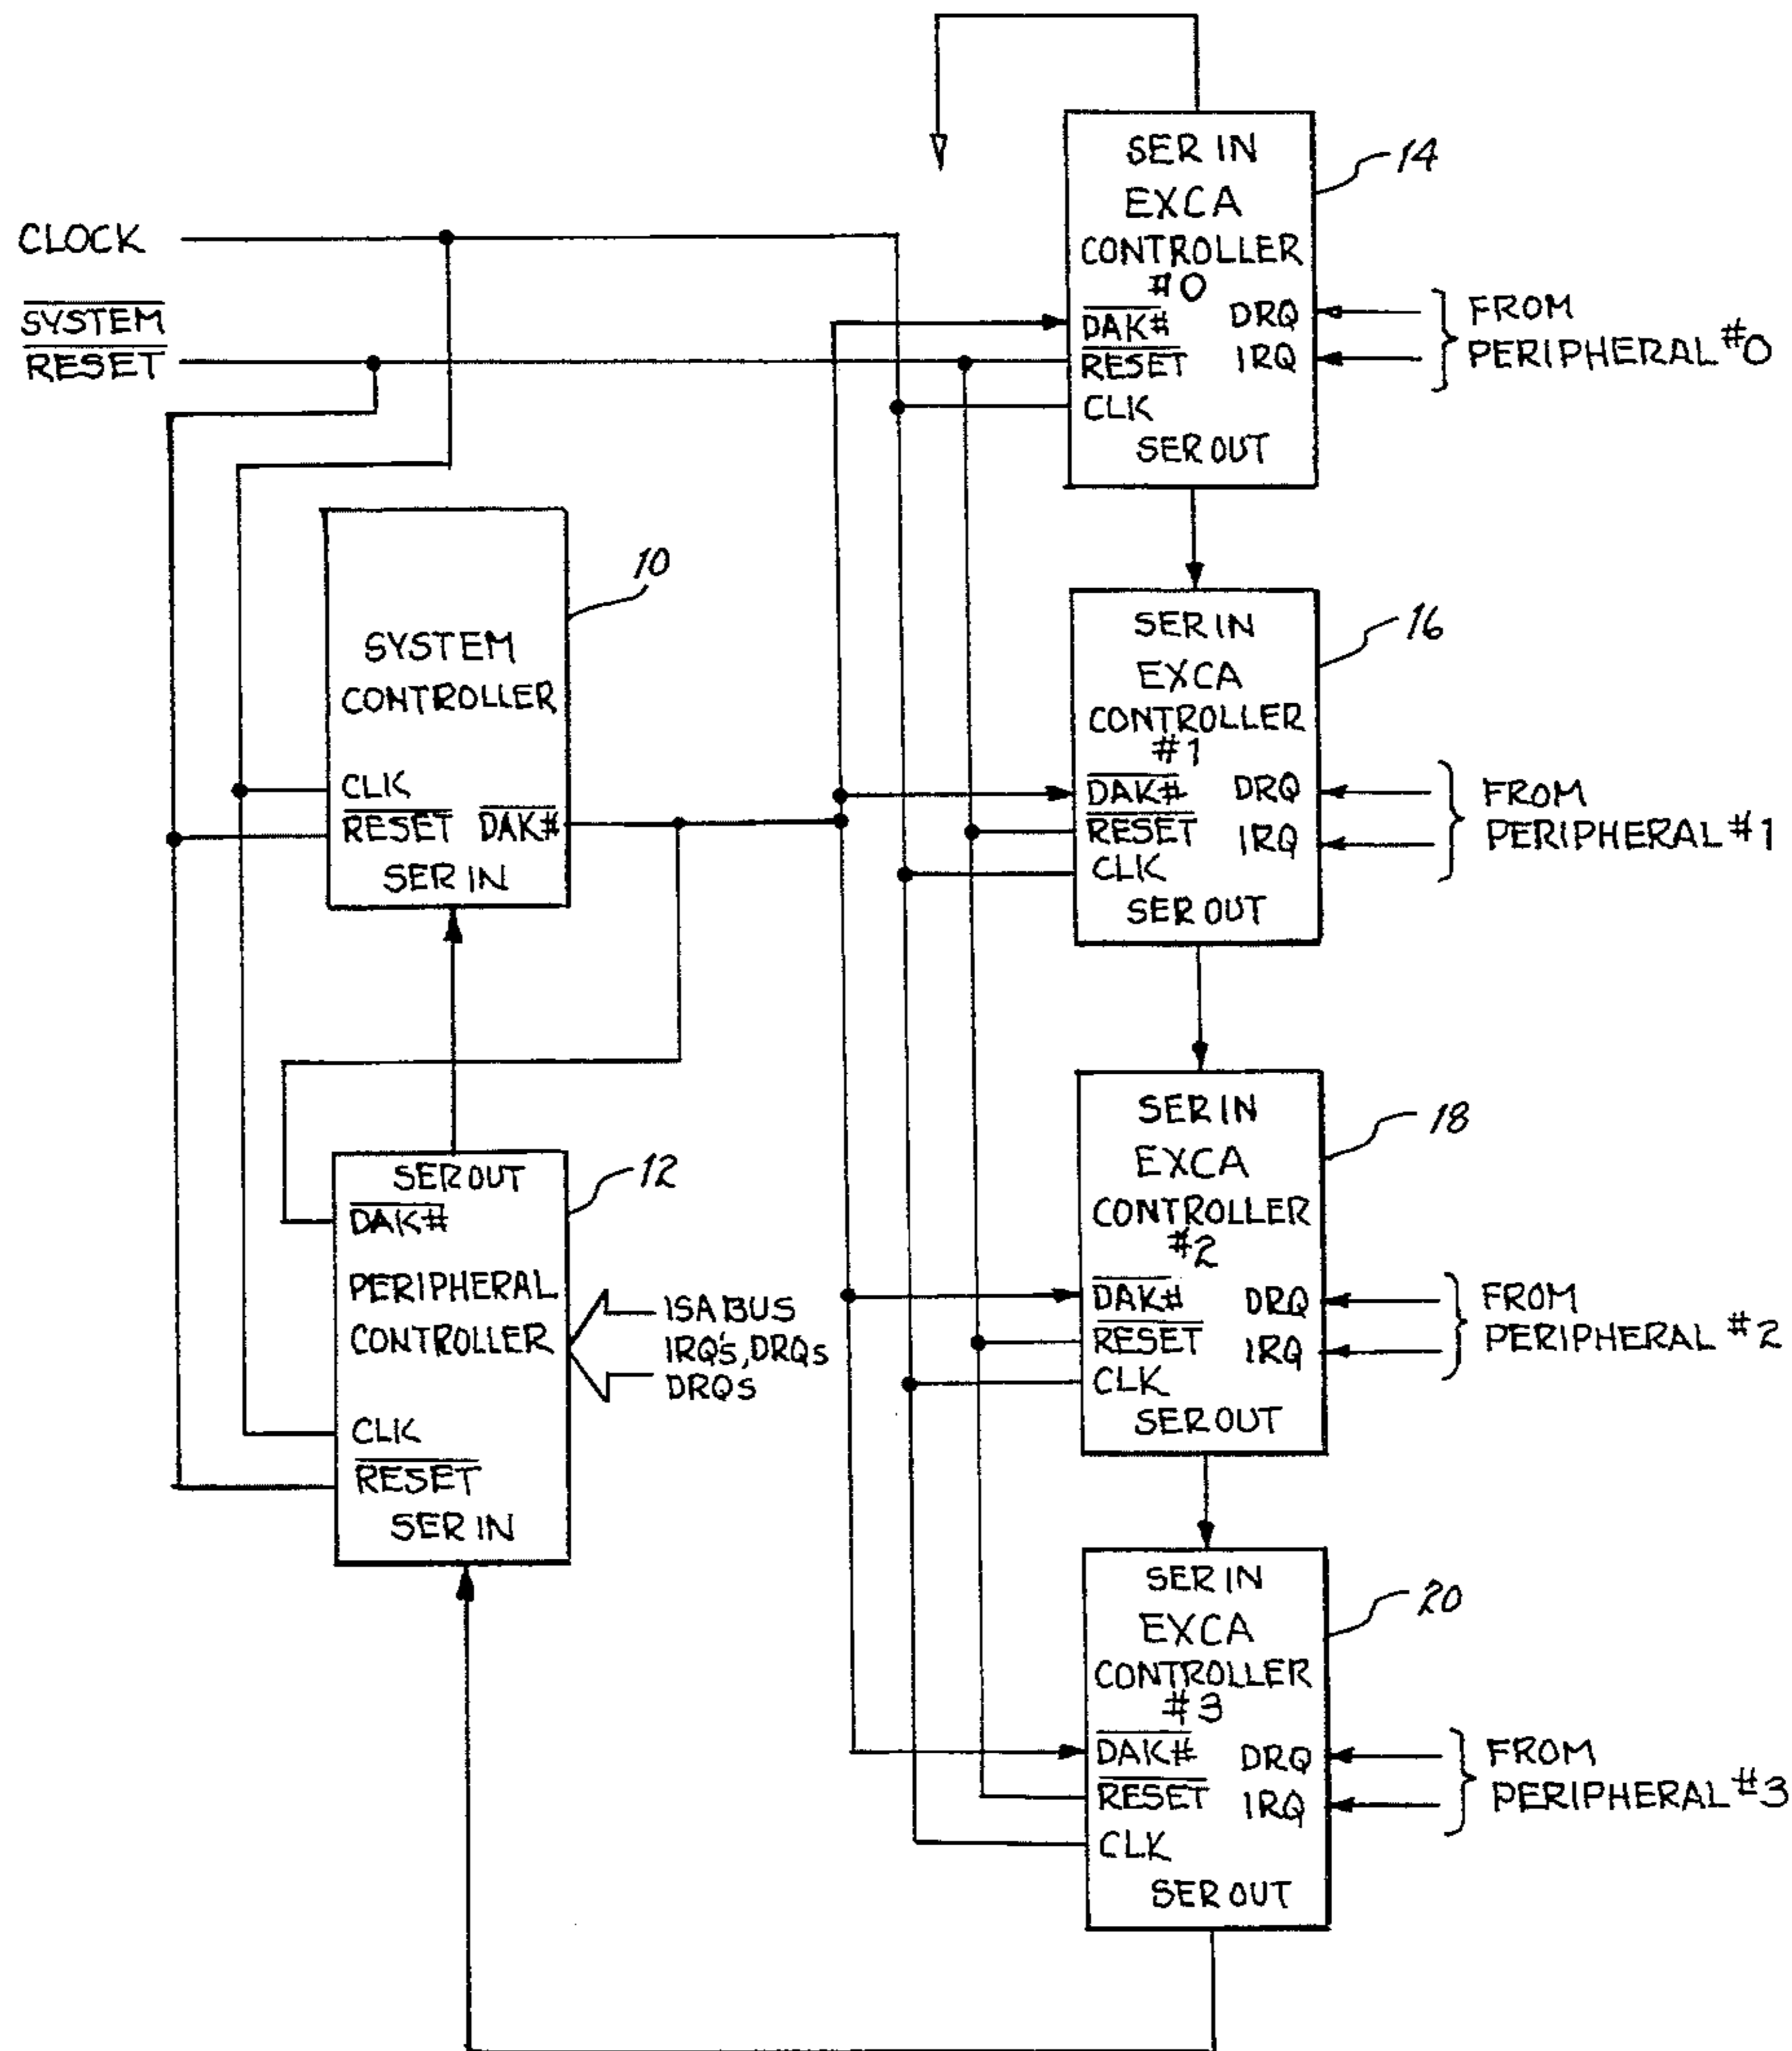 CLOCK
SYSTEM
RESET
SER IN
EXCA
CONTROLLER
#0
DAK#
RESET
CLK
DRQ
IRQ
SER OUT
14
FROM
PERIPHERAL #0
SYSTEM
CONTROLLER
CLK
RESET DAK#
SER IN
10
SER IN
EXCA
CONTROLLER
#1
DAK#
RESET
CLK
DRQ
IRQ
SER OUT
16
FROM
PERIPHERAL #1
SER OUT
DAK#
PERIPHERAL
CONTROLLER
CLK
RESET
SER IN
12
ISA BUS
IRQ'S, DRQs
DRQs
SER IN
EXCA
CONTROLLER
#2
DAK#
RESET
CLK
DRQ
IRQ
SER OUT
18
FROM
PERIPHERAL #2
SER IN
EXCA
CONTROLLER
#3
DAK#
RESET
CLK
DRQ
IRQ
SER OUT
20
FROM
PERIPHERAL #3